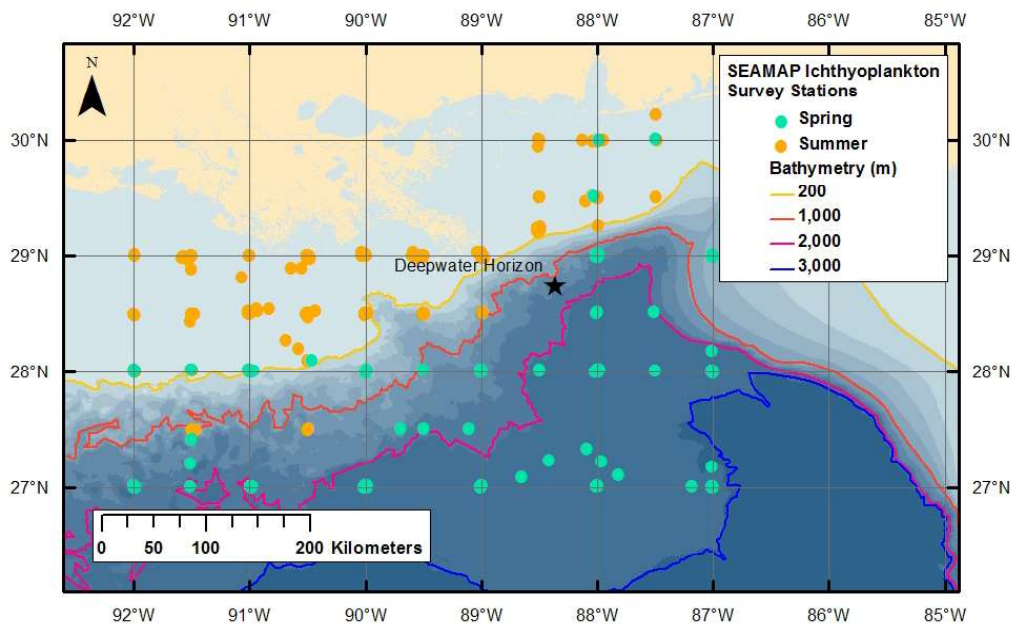 92°W 91°W 90°W 89°W 88°W 87°W 86°W 85°W
N
SEAMAP Ichthyoplankton
Survey Stations
Spring
Summer
Bathymetry (m)
200
1,000
2,000
3,000
30°N 30°N
29°N 29°N
Deepwater Horizon
28°N 28°N
27°N 27°N
0 50 100 200 Kilometers
92°W 91°W 90°W 89°W 88°W 87°W 86°W 85°W